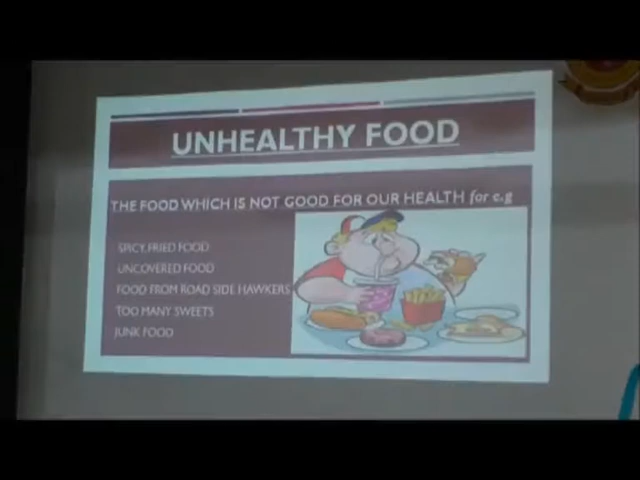 UNHEALTHY FOOD
THE FOOD WHICH IS NOT GOOD FOR OUR HEALTH for e.g
SPICY,FRIED FOOD
UNCOVERED FOOD
FOOD FROM ROAD SIDE HAWKERS
TOO MANY SWEETS
JUNK FOOD